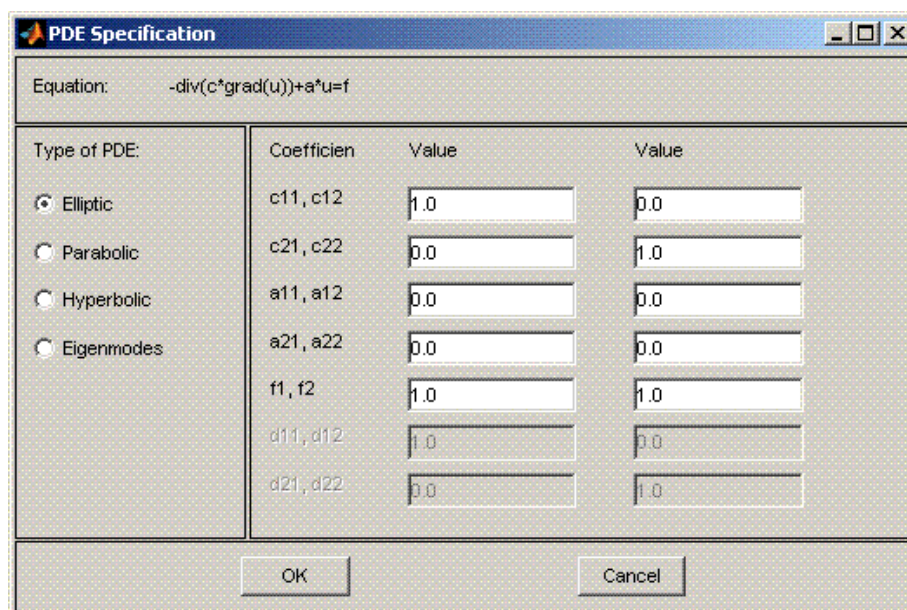 PDE Specification
Equation: -div(c*grad(u))+a*u=f
Type of PDE:
Elliptic
Parabolic
Hyperbolic
Eigenmodes
Coefficien Value Value
c11, c12 1.0 0.0
c21, c22 0.0 1.0
a11, a12 0.0 0.0
a21, a22 0.0 0.0
f1, f2 1.0 1.0
d11, d12 1.0 0.0
d21, d22 0.0 1.0
OK Cancel